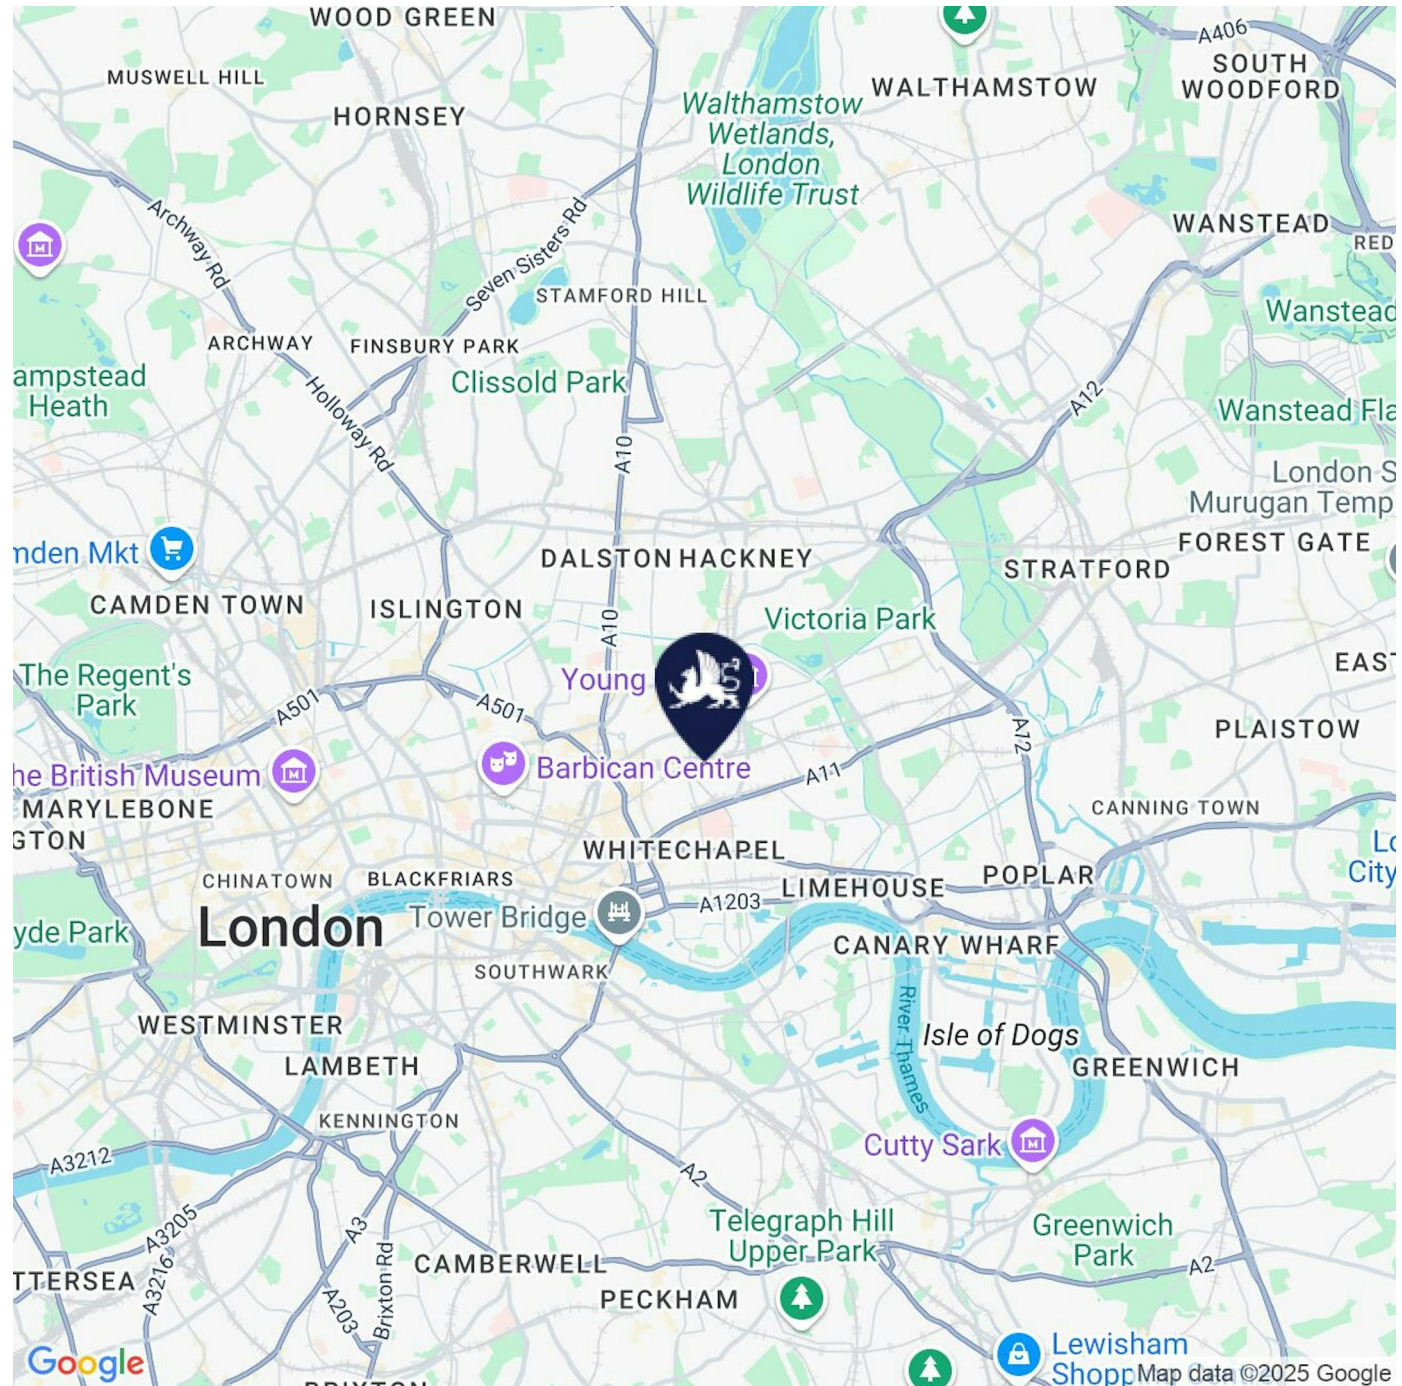 WOOD GREEN
A406
MUSWELL HILL
SOUTH
WOODFORD
WALTHAMSTOW
Walthamstow
Wetlands,
London
Wildlife Trust
HORNSEY
Archway Rd
Seven Sisters Rd
WANSTEAD
RED
STAMFORD HILL
Wanstead
ARCHWAY
FINSBURY PARK
ampstead
Heath
Clissold Park
Holloway Rd
A12
Wanstead Fla
A10
London S
Murugan Temp
mden Mkt
DALSTON
HACKNEY
FOREST GATE
STRATFORD
CAMDEN TOWN
ISLINGTON
A10
Victoria Park
The Regent's
Park
Young
EAST
A501
A501
A12
PLAISTOW
he British Museum
Barbican Centre
A11
MARYLEBONE
CANNING TOWN
GTON
WHITECHAPEL
Lo
City
CHINATOWN
BLACKFRIARS
LIMEHOUSE
POPLAR
A1203
London
Tower Bridge
yde Park
CANARY WHARF
SOUTHWARK
River Thames
WESTMINSTER
Isle of Dogs
LAMBETH
GREENWICH
KENNINGTON
Cutty Sark
A3212
A2
A3205
A3
Telegraph Hill
Upper Park
Greenwich
Park
CAMBERWELL
A2
TTERSEA
A3216
A203
Brixton Rd
PECKHAM
Lewisham
Shopp
Google
BRIXTON
Map data ©2025 Google